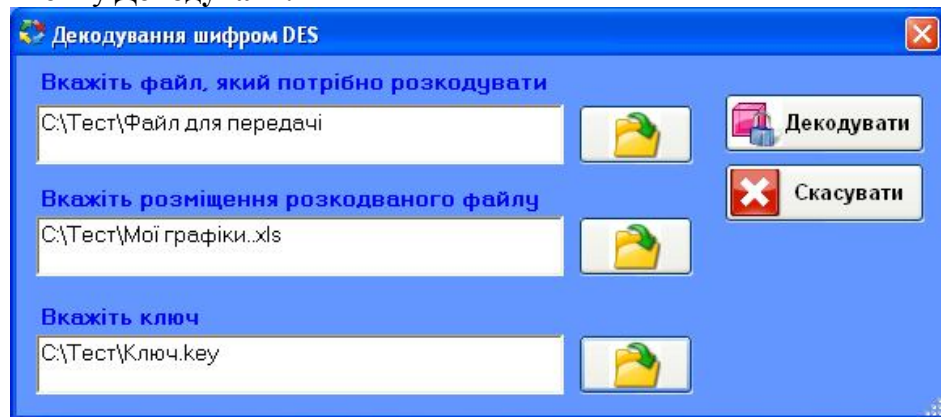 Декодування шифром DES
Вкажіть файл, який потрібно розкодувати
C:\Тест\Файл для передачі
Декодувати
Вкажіть розміщення розкодваного файлу
Скасувати
C:\Тест\Мої графіки..xls
Вкажіть ключ
C:\Тест\Ключ.key